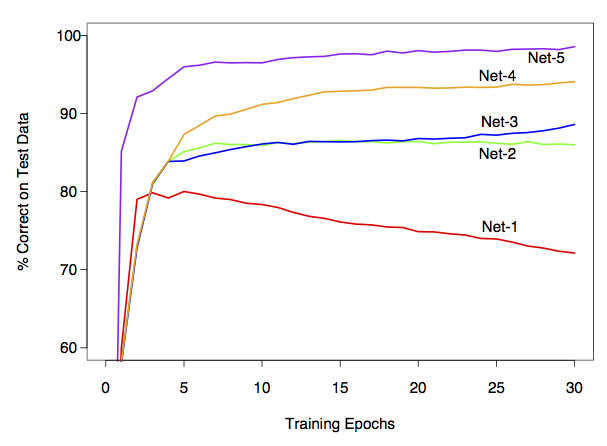 100
Net-5
Net-4
90
Net-3
Net-2
80
Net-1
70
60
% Correct on Test Data
0 5 10 15 20 25 30
Training Epochs